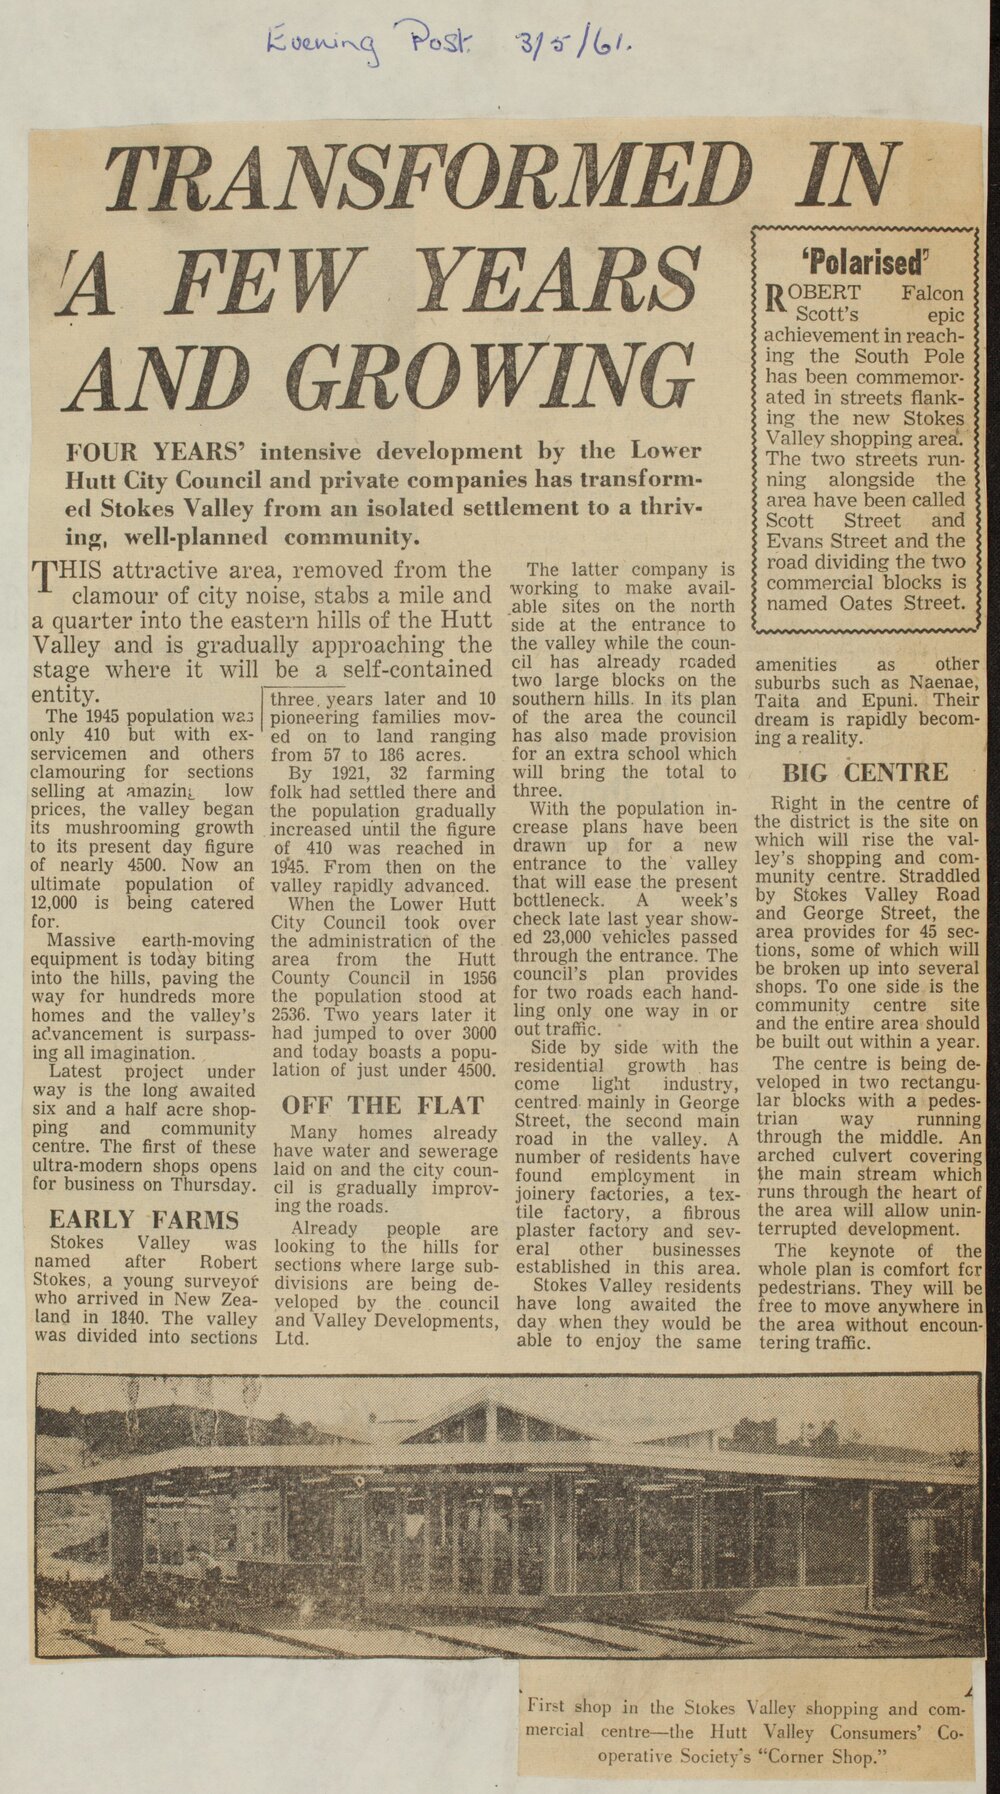 Evening Post. 3/5/61.
TRANSFORMED IN
A FEW YEARS
AND GROWING
FOUR YEARS' intensive development by the Lower
Hutt City Council and private companies has transform-
ed Stokes Valley from an isolated settlement to a thriv-
ing, well-planned community.
THIS attractive area, removed from the
clamour of city noise, stabs a mile and
a quarter into the eastern hills of the Hutt
Valley and is gradually approaching the
stage where it will be a self-contained
entity.
The 1945 population was
only 410 but with ex-
servicemen and others
clamouring for sections
selling at amazing low
prices, the valley began
its mushrooming growth
to its present day figure
of nearly 4500. Now an
ultimate population of
12,000 is being catered
for.
Massive earth-moving
equipment is today biting
into the hills, paving the
way for hundreds more
homes and the valley's
advancement is surpass-
ing all imagination.
Latest project under
way is the long awaited
six and a half acre shop-
ping and community
centre. The first of these
ultra-modern shops opens
for business on Thursday.
EARLY FARMS
Stokes Valley was
named after Robert
Stokes, a young surveyor
who arrived in New Zea-
land in 1840. The valley
was divided into sections
three years later and 10
pioneering families mov-
ed on to land ranging
from 57 to 186 acres.
By 1921, 32 farming
folk had settled there and
the population gradually
increased until the figure
of 410 was reached in
1945. From then on the
valley rapidly advanced.
When the Lower Hutt
City Council took over
the administration of the
area from the Hutt
County Council in 1956
the population stood at
2536. Two years later it
had jumped to over 3000
and today boasts a popu-
lation of just under 4500.
OFF THE FLAT
Many homes already
have water and sewerage
laid on and the city coun-
cil is gradually improv-
ing the roads.
Already people are
looking to the hills for
sections where large sub-
divisions are being de-
veloped by the council
and Valley Developments,
Ltd.
The latter company is
working to make avail-
able sites on the north
side at the entrance to
the valley while the coun-
cil has already roaded
two large blocks on the
southern hills. In its plan
of the area the council
has also made provision
for an extra school which
will bring the total to
three.
With the population in-
crease plans have been
drawn up for a new
entrance to the valley
that will ease the present
bottleneck. A week's
check late last year show-
ed 23,000 vehicles passed
through the entrance. The
council's plan provides
for two roads each hand-
ling only one way in or
out traffic.
Side by side with the
residential growth has
come light industry,
centred mainly in George
Street, the second main
road in the valley. A
number of residents have
found employment in
joinery factories, a tex-
tile factory, a fibrous
plaster factory and sev-
eral other businesses
established in this area.
Stokes Valley residents
have long awaited the
day when they would be
able to enjoy the same
'Polarised'
ROBERT Falcon
Scott's epic
achievement in reach-
ing the South Pole
has been commemor-
ated in streets flank-
ing the new Stokes
Valley shopping area.
The two streets run-
ning alongside the
area have been called
Scott Street and
Evans Street and the
road dividing the two
commercial blocks is
named Oates Street.
amenities as other
suburbs such as Naenae,
Taita and Epuni. Their
dream is rapidly becom-
ing a reality.
BIG CENTRE
Right in the centre of
the district is the site on
which will rise the val-
ley's shopping and com-
munity centre. Straddled
by Stokes Valley Road
and George Street, the
area provides for 45 sec-
tions, some of which will
be broken up into several
shops. To one side is the
community centre site
and the entire area should
be built out within a year.
The centre is being de-
veloped in two rectangu-
lar blocks with a pedes-
trian way running
through the middle. An
arched culvert covering
the main stream which
runs through the heart of
the area will allow unin-
terrupted development.
The keynote of the
whole plan is comfort for
pedestrians. They will be
free to move anywhere in
the area without encoun-
tering traffic.
First shop in the Stokes Valley shopping and com-
mercial centre—the Hutt Valley Consumers' Co-
operative Society's "Corner Shop."